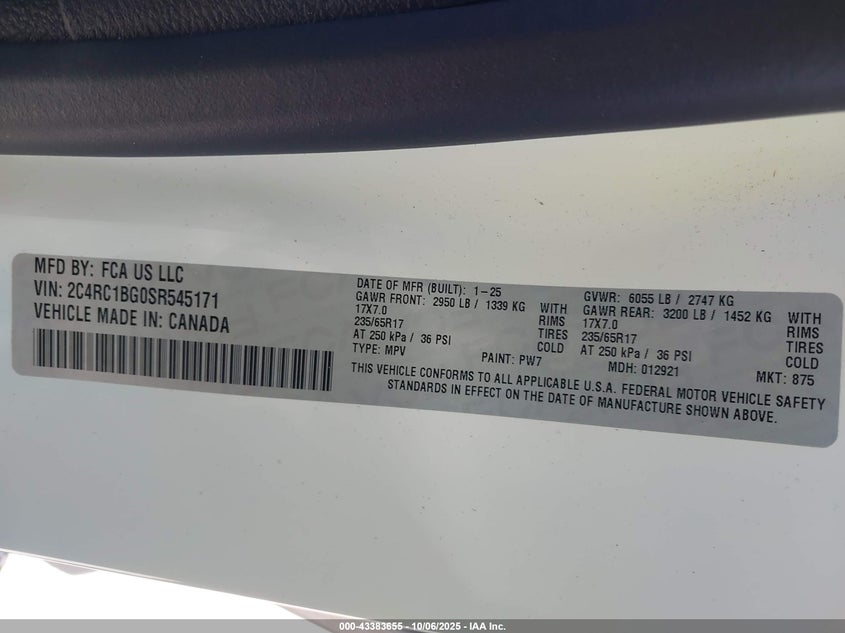 MFD BY: FCA US LLC
VIN: 2C4RC1BG0SR545171
VEHICLE MADE IN: CANADA
DATE OF MFR (BUILT): 1-25
GAWR FRONT: 2950 LB / 1339 KG WITH
17X7.0 RIMS
235/65R17 TIRES
AT 250 kPa / 36 PSI COLD
TYPE: MPV PAINT: PW7
GVWR: 6055 LB / 2747 KG
GAWR REAR: 3200 LB / 1452 KG WITH
17X7.0 RIMS
235/65R17 TIRES
AT 250 kPa / 36 PSI COLD
MDH: 012921 MKT: 875
THIS VEHICLE CONFORMS TO ALL APPLICABLE U.S.A. FEDERAL MOTOR VEHICLE SAFETY
STANDARDS IN EFFECT ON THE DATE OF MANUFACTURE SHOWN ABOVE.
000-43383655 - 10/06/2025 - IAA Inc.